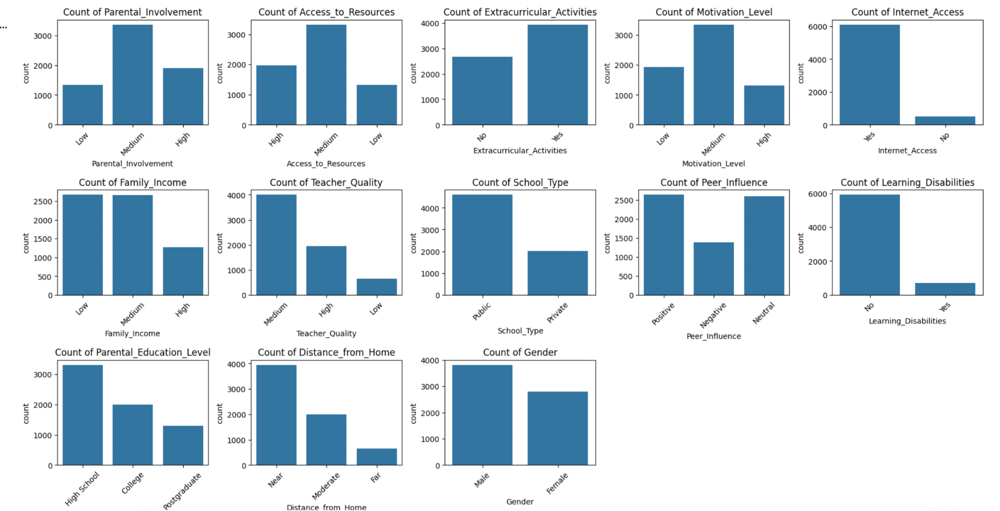 ...
Count of Parental_Involvement
count
3000
2000
1000
0
Low
Medium
High
Parental_Involvement
Count of Access_to_Resources
count
3000
2000
1000
0
High
Medium
Low
Access_to_Resources
Count of Extracurricular_Activities
count
4000
3000
2000
1000
0
No
Yes
Extracurricular_Activities
Count of Motivation_Level
count
3000
2000
1000
0
Low
Medium
High
Motivation_Level
Count of Internet_Access
count
6000
4000
2000
0
Yes
No
Internet_Access
Count of Family_Income
count
2500
2000
1500
1000
500
0
Low
Medium
High
Family_Income
Count of Teacher_Quality
count
4000
3000
2000
1000
0
Medium
High
Low
Teacher_Quality
Count of School_Type
count
4000
3000
2000
1000
0
Public
Private
School_Type
Count of Peer_Influence
count
2500
2000
1500
1000
500
0
Positive
Negative
Neutral
Peer_Influence
Count of Learning_Disabilities
count
6000
4000
2000
0
No
Yes
Learning_Disabilities
Count of Parental_Education_Level
count
3000
2000
1000
0
High School
College
Postgraduate
Count of Distance_from_Home
count
4000
3000
2000
1000
0
Near
Moderate
Far
Distance_from_Home
Count of Gender
count
4000
3000
2000
1000
0
Male
Female
Gender